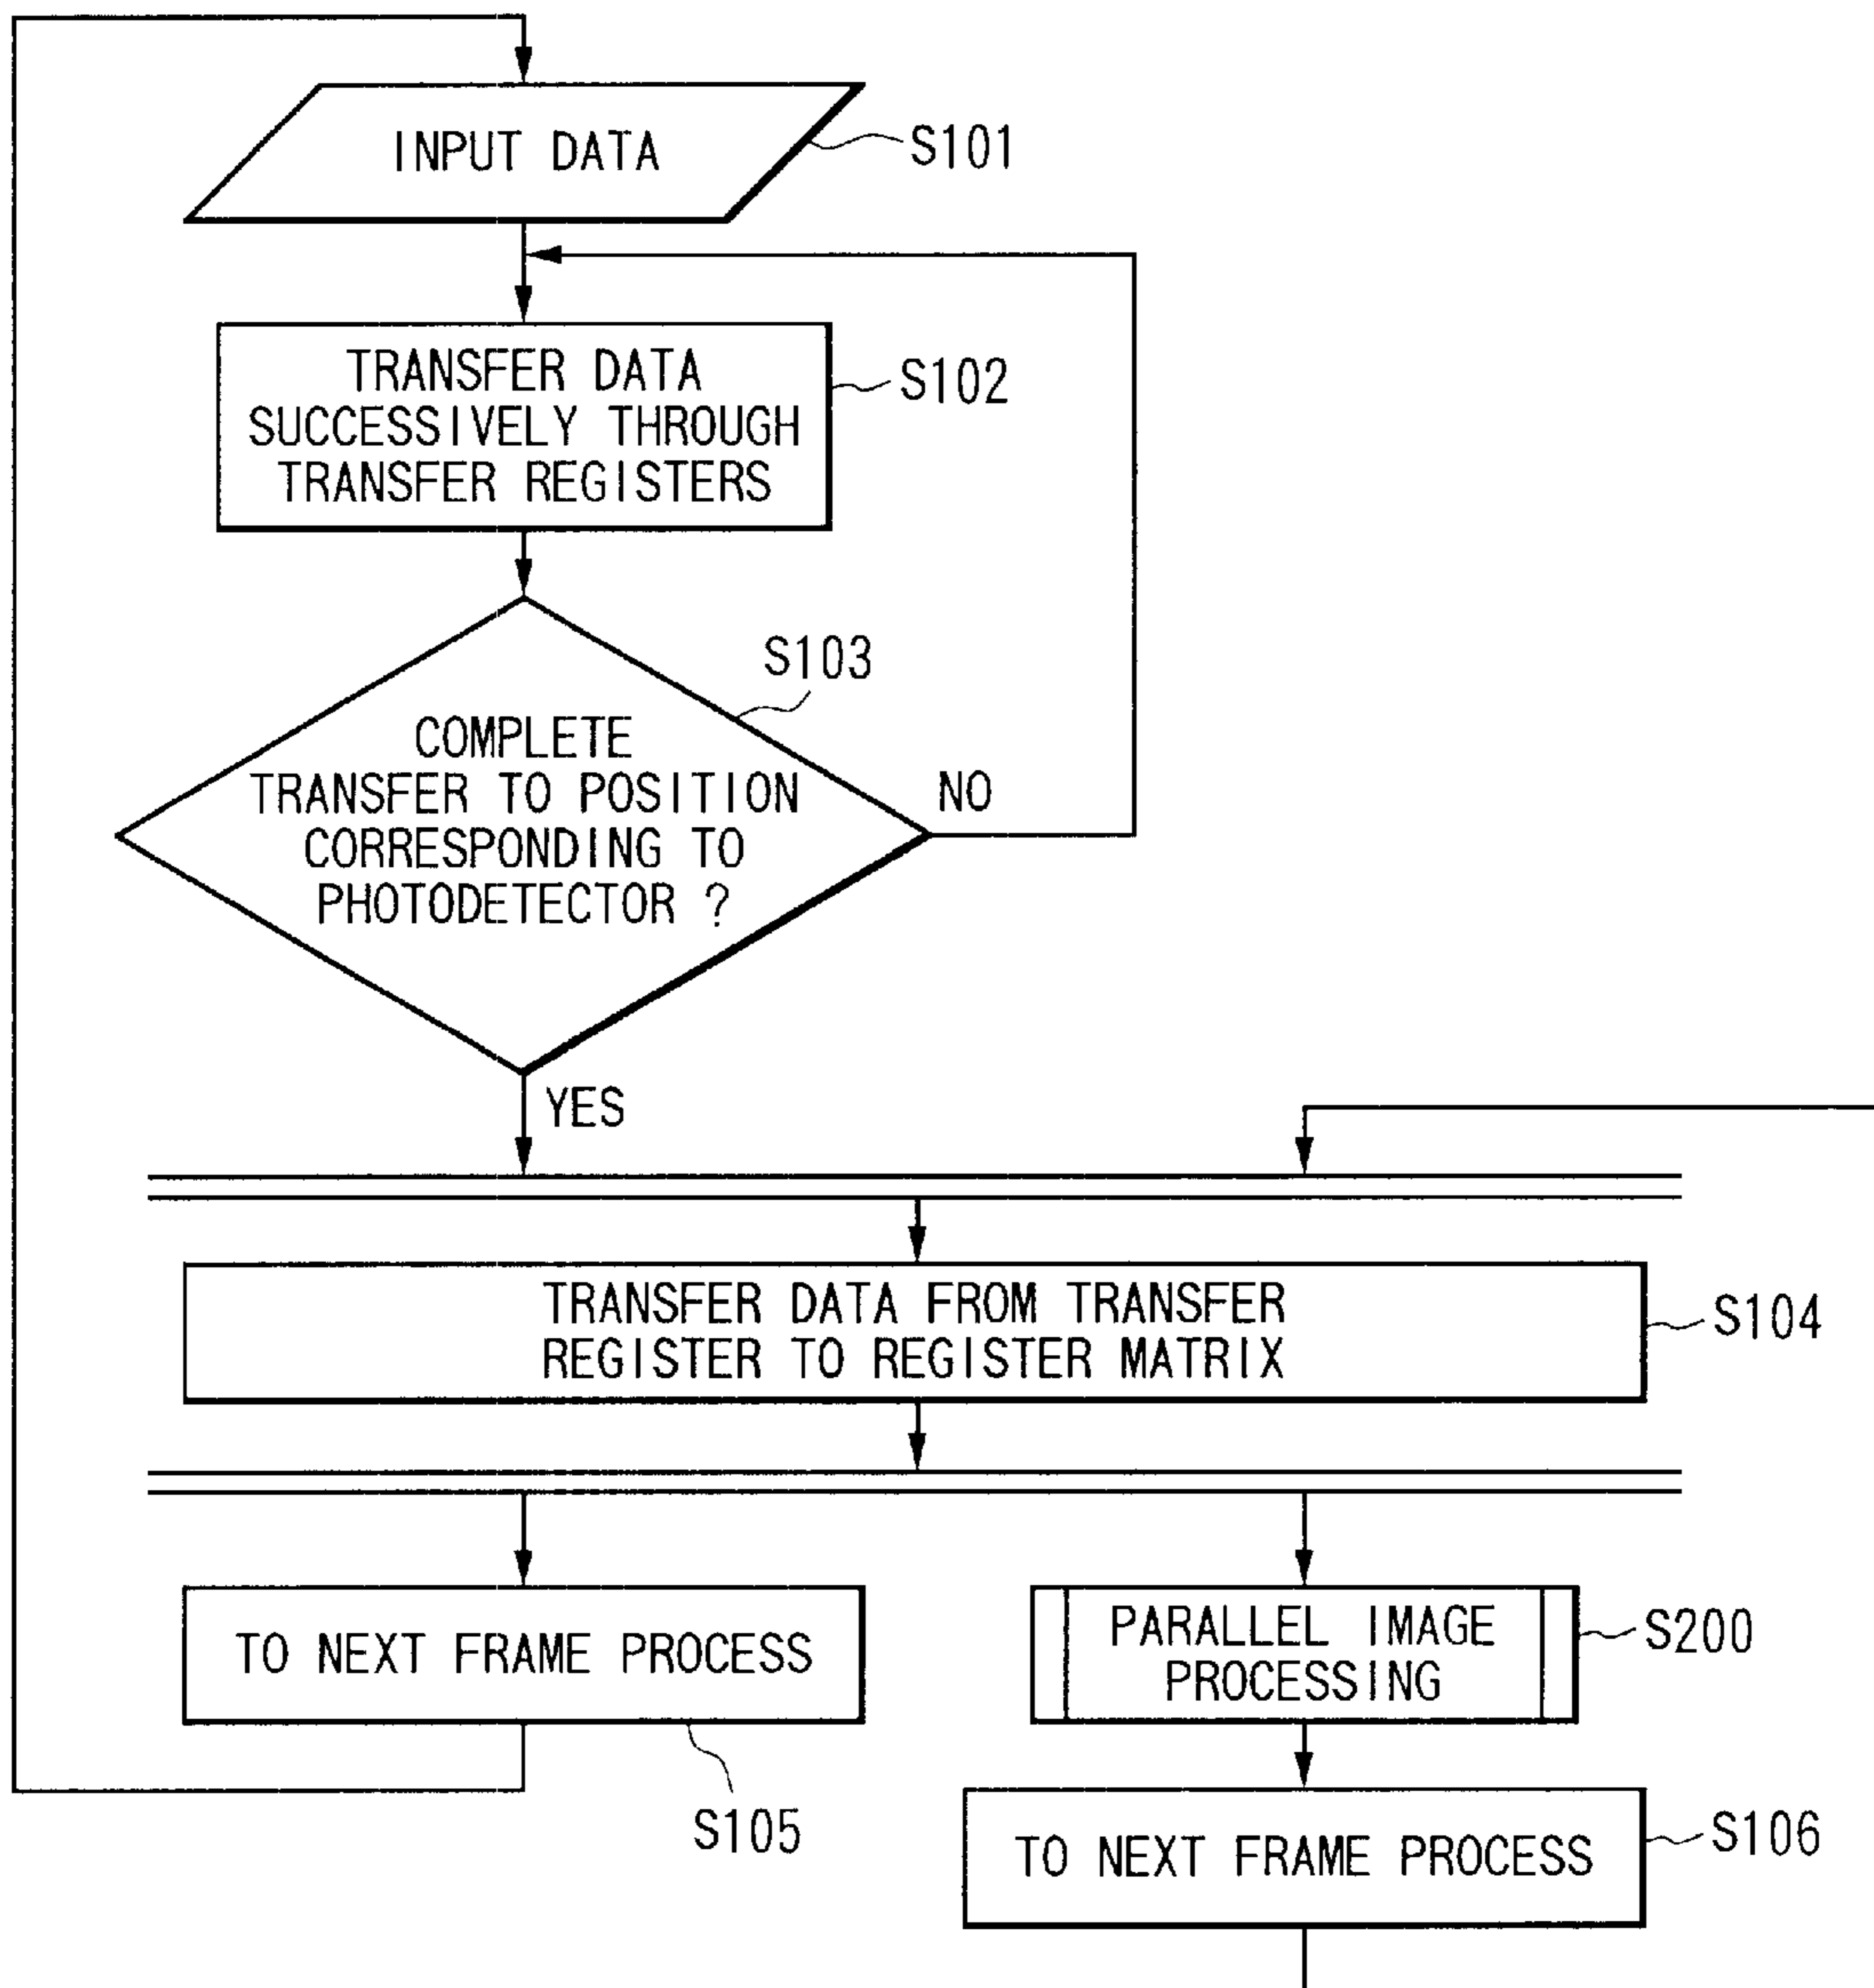 INPUT DATA
S101
TRANSFER DATA
SUCCESSIVELY THROUGH
TRANSFER REGISTERS
S102
S103
COMPLETE
TRANSFER TO POSITION
CORRESPONDING TO
PHOTODETECTOR ?
NO
YES
TRANSFER DATA FROM TRANSFER
REGISTER TO REGISTER MATRIX
S104
TO NEXT FRAME PROCESS
S105
PARALLEL IMAGE
PROCESSING
S200
TO NEXT FRAME PROCESS
S106